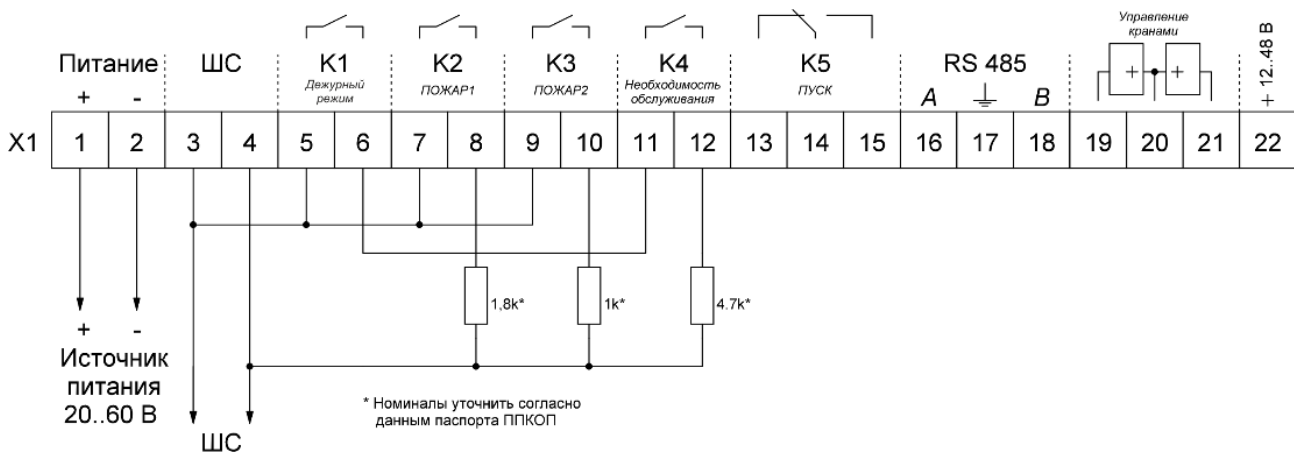 Управление
кранами
+ 12..48 В
Питание ШС K1 K2 K3 K4 K5 RS 485
Дежурный
режим
ПОЖАР1
ПОЖАР2
Необходимость
обслуживания
ПУСК
+ - A B + +
X1 1 2 3 4 5 6 7 8 9 10 11 12 13 14 15 16 17 18 19 20 21 22
1,8k* 1k* 4.7k*
+ -
Источник
питания
20..60 В
* Номиналы уточнить согласно
данным паспорта ППКОП
ШС